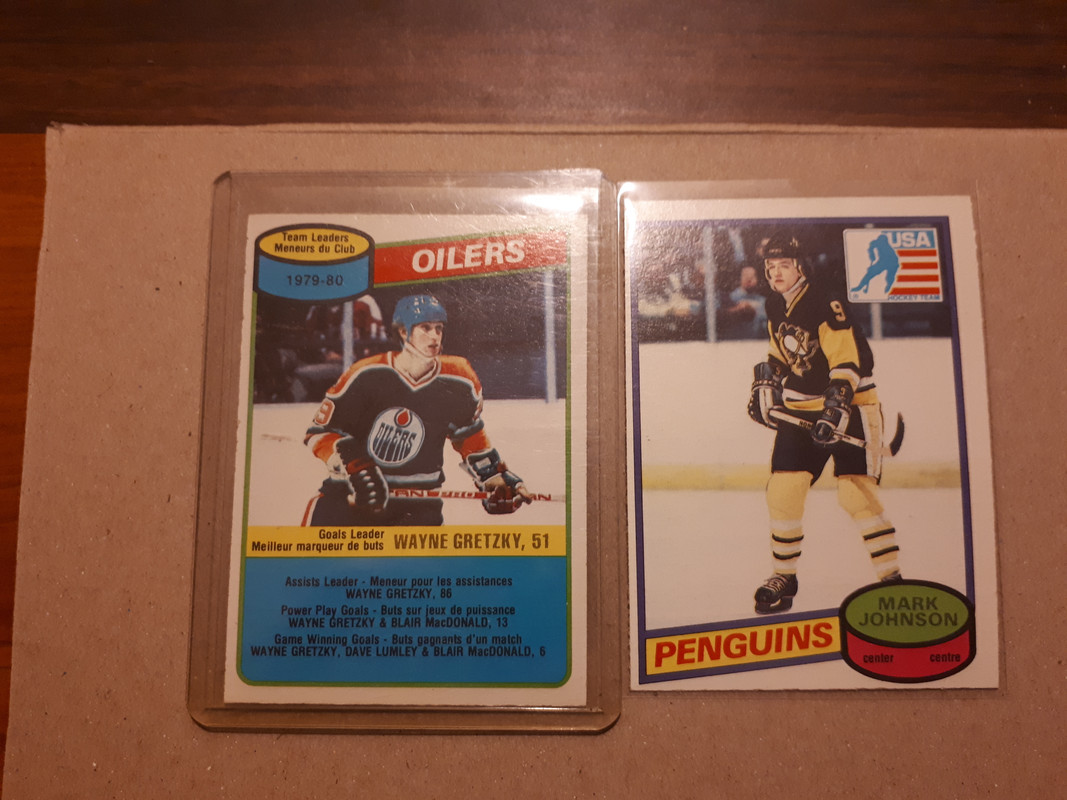 Team Leaders
Meneurs du Club
1979-80
OILERS
OILERS
Goals Leader
Meilleur marqueur de buts
WAYNE GRETZKY, 51
Assists Leader - Meneur pour les assistances
WAYNE GRETZKY, 86
Power Play Goals - Buts sur jeux de puissance
WAYNE GRETZKY & BLAIR MacDONALD, 13
Game Winning Goals - Buts gagnants d'un match
WAYNE GRETZKY, DAVE LUMLEY & BLAIR MacDONALD, 6
USA
HOCKEY TEAM
9
PENGUINS
MARK
JOHNSON
center centre